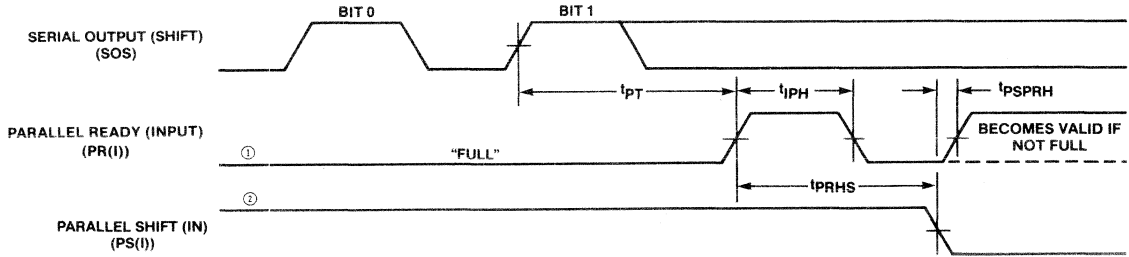 BIT 0
BIT 1
SERIAL OUTPUT (SHIFT)
(SOS)
tPT
tIPH
tPSPRH
PARALLEL READY (INPUT)
(PR(I))
①
"FULL"
BECOMES VALID IF
NOT FULL
tPRHS
②
PARALLEL SHIFT (IN)
(PS(I))